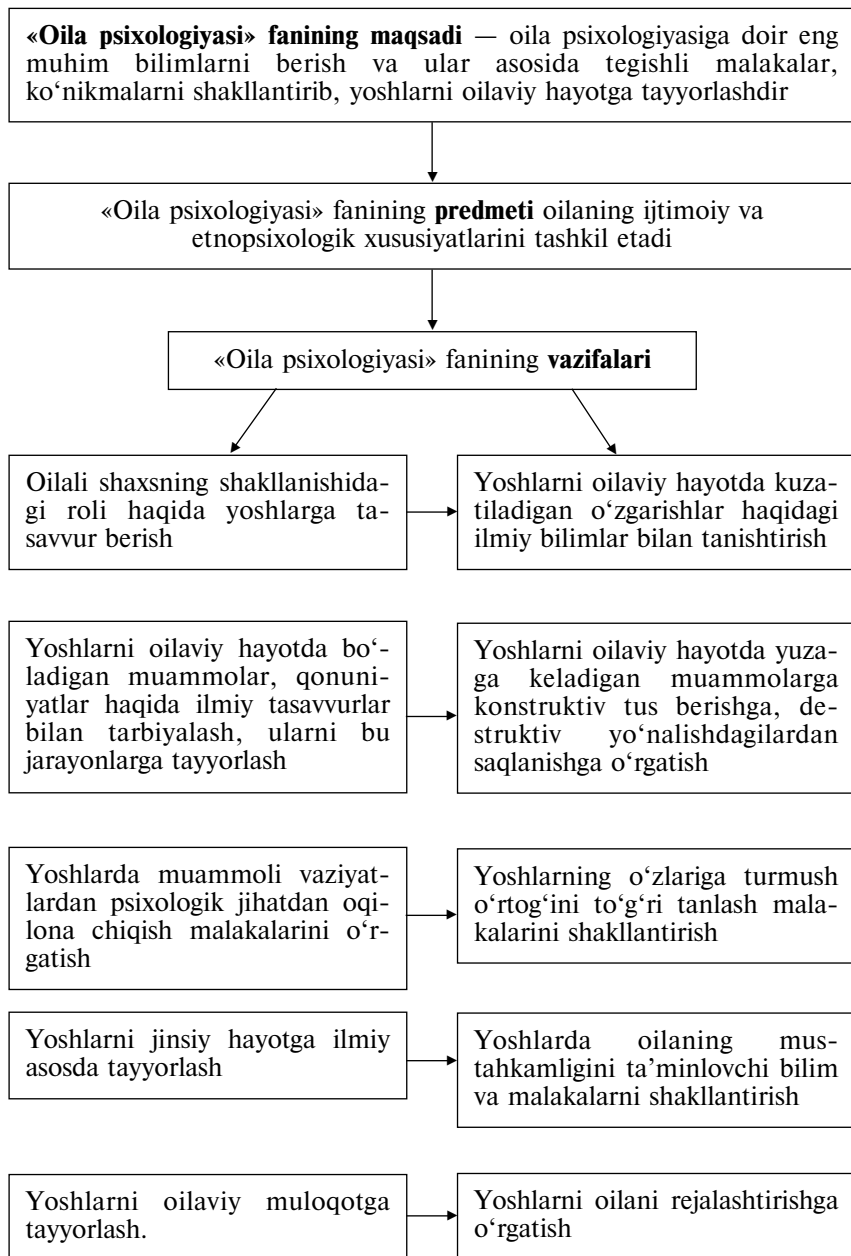 «Oila psixologiyasi» fanining maqsadi — oila psixologiyasiga doir eng
muhim bilimlarni berish va ular asosida tegishli malakalar,
ko‘nikmalarni shakllantirib, yoshlarni oilaviy hayotga tayyorlashdir
«Oila psixologiyasi» fanining predmeti oilaning ijtimoiy va
etnopsixologik xususiyatlarini tashkil etadi
«Oila psixologiyasi» fanining vazifalari
Oilali shaxsning shakllanishida-
gi roli haqida yoshlarga ta-
savvur berish
Yoshlarni oilaviy hayotda kuza-
tiladigan o‘zgarishlar haqidagi
ilmiy bilimlar bilan tanishtirish
Yoshlarni oilaviy hayotda bo‘-
ladigan muammolar, qonuni-
yatlar haqida ilmiy tasavvurlar
bilan tarbiyalash, ularni bu
jarayonlarga tayyorlash
Yoshlarni oilaviy hayotda yuza-
ga keladigan muammolarga
konstruktiv tus berishga, de-
struktiv yo‘nalishdagilardan
saqlanishga o‘rgatish
Yoshlarda muammoli vaziyat-
lardan psixologik jihatdan oqi-
lona chiqish malakalarini o‘r-
gatish
Yoshlarning o‘zlariga turmush
o‘rtog‘ini to‘g‘ri tanlash mala-
kalarini shakllantirish
Yoshlarni jinsiy hayotga ilmiy
asosda tayyorlash
Yoshlarda oilaning mus-
tahkamligini ta’minlovchi bilim
va malakalarni shakllantirish
Yoshlarni oilaviy muloqotga
tayyorlash.
Yoshlarni oilani rejalashtirishga
o‘rgatish